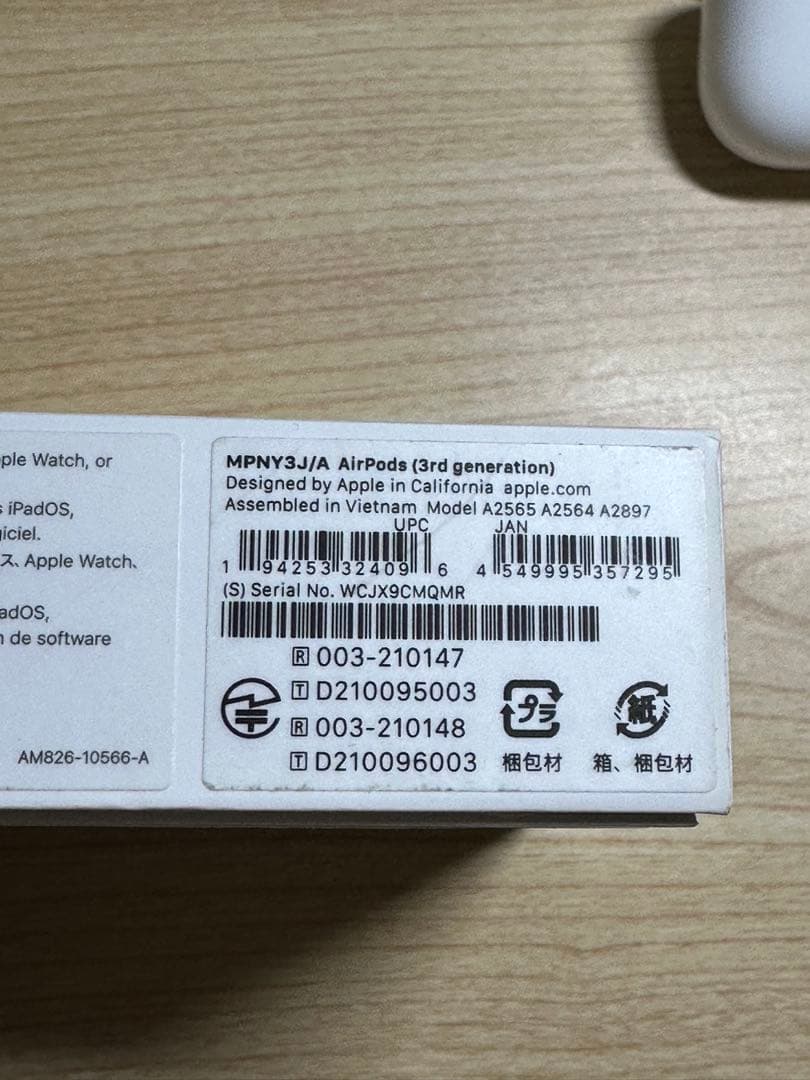 ple Watch, or
s iPadOS,
giciel.
ス、Apple Watch、
adOS,
n de software
AM826-10566-A
MPNY3J/A AirPods (3rd generation)
Designed by Apple in California apple.com
Assembled in Vietnam Model A2565 A2564 A2897
UPC JAN
1 94253 32409 6 4 549995 357295
(S) Serial No. WCJX9CMQMR
R 003-210147
T D210095003
R 003-210148
T D210096003
プラ 紙
梱包材 箱、梱包材